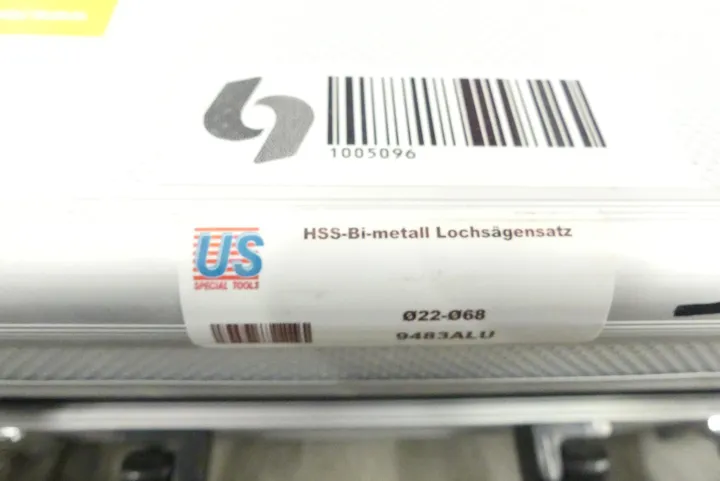 1005096
HSS-Bi-metall Lochsägensatz
US
SPECIAL TOOLS
Ø22-Ø68
9483ALU